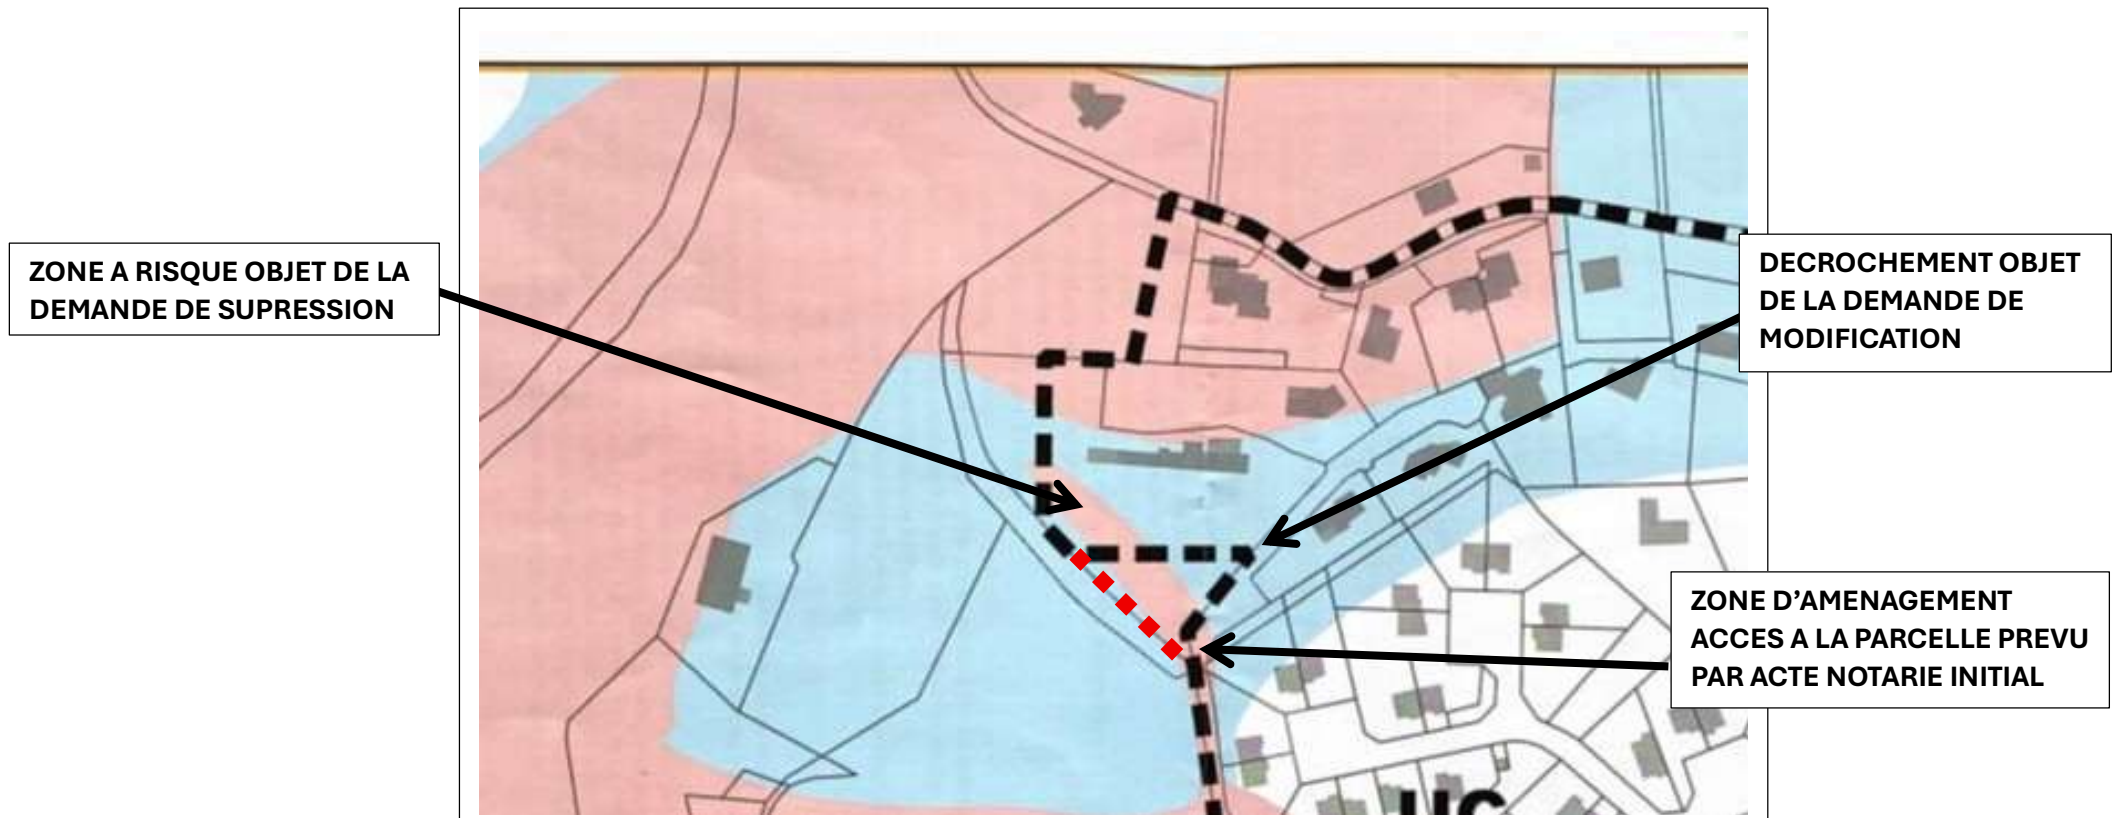 ZONE A RISQUE OBJET DE LA
DEMANDE DE SUPRESSION
DECROCHEMENT OBJET
DE LA DEMANDE DE
MODIFICATION
ZONE D'AMENAGEMENT
ACCES A LA PARCELLE PREVU
PAR ACTE NOTARIE INITIAL